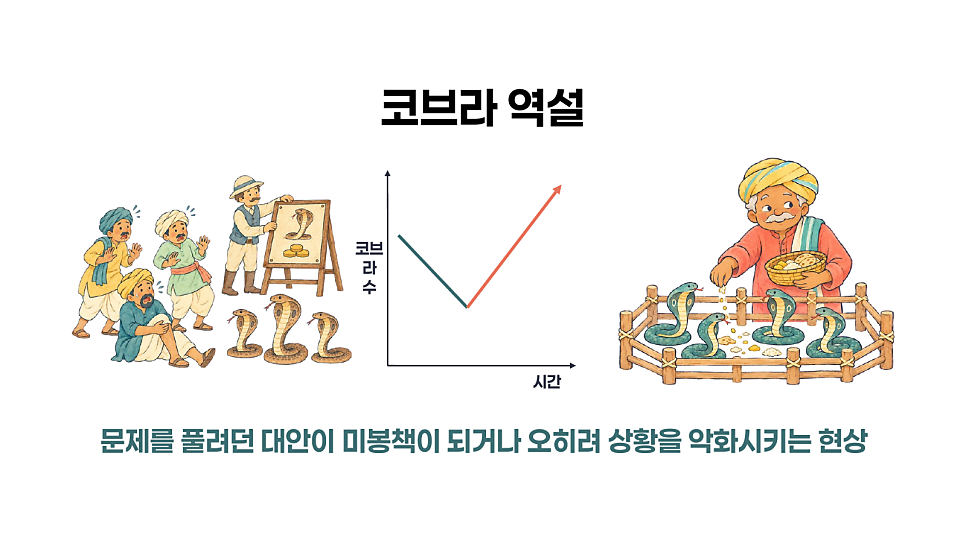 코브라 역설
코브
라
수
시간
문제를 풀려던 대안이 미봉책이 되거나 오히려 상황을 악화시키는 현상